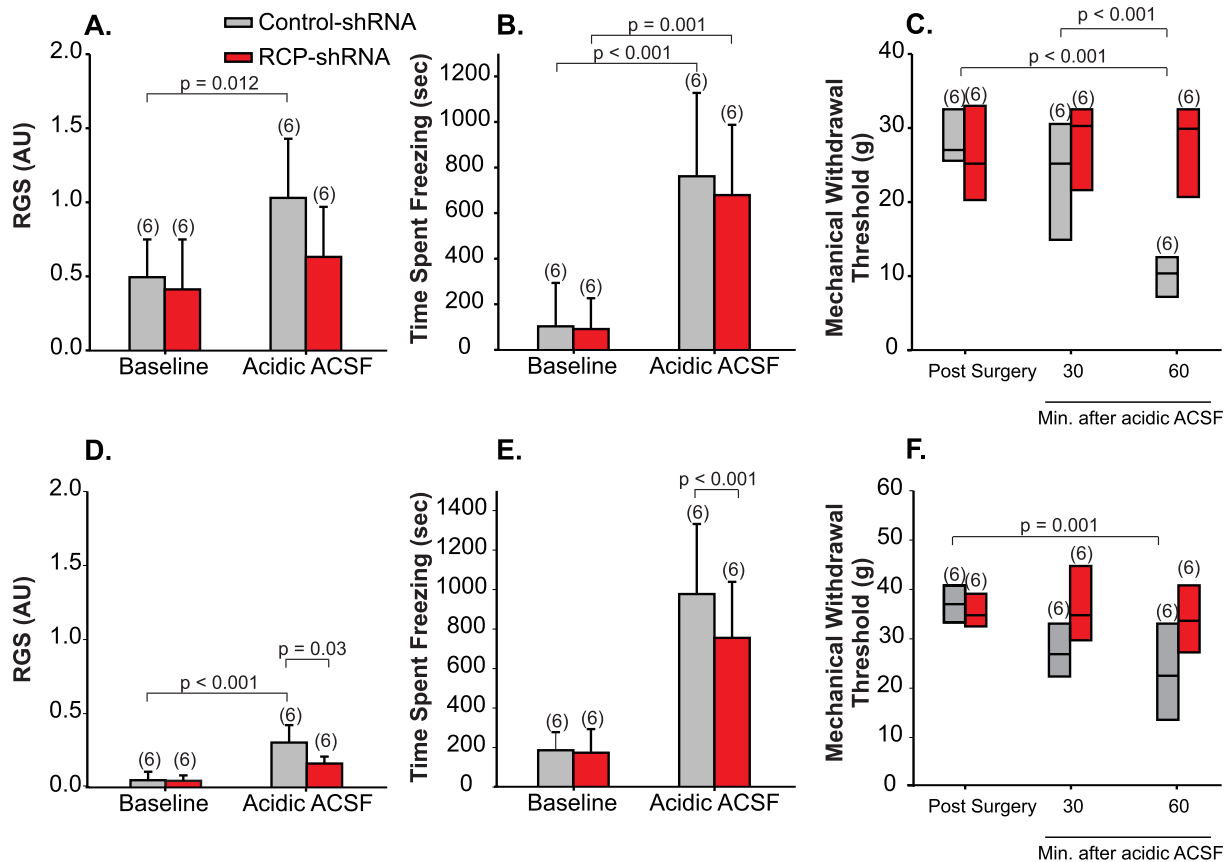 A.
Control-shRNA
RCP-shRNA
RGS (AU)
2.0
1.5
1.0
0.5
0.0
p = 0.012
(6)
(6)
(6)
(6)
Baseline
Acidic ACSF
B.
Time Spent Freezing (sec)
1200
1000
800
600
400
200
0
p = 0.001
p < 0.001
(6)
(6)
(6)
(6)
Baseline
Acidic ACSF
C.
Mechanical Withdrawal
Threshold (g)
40
30
20
10
0
p < 0.001
p < 0.001
(6)
(6)
(6)
(6)
(6)
(6)
Post Surgery
30
60
Min. after acidic ACSF
D.
RGS (AU)
2.0
1.5
1.0
0.5
0.0
p < 0.001
p = 0.03
(6)
(6)
(6)
(6)
Baseline
Acidic ACSF
E.
Time Spent Freezing (sec)
1400
1200
1000
800
600
400
200
0
p < 0.001
(6)
(6)
(6)
(6)
Baseline
Acidic ACSF
F.
Mechanical Withdrawal
Threshold (g)
60
50
40
30
20
10
0
p = 0.001
(6)
(6)
(6)
(6)
(6)
(6)
Post Surgery
30
60
Min. after acidic ACSF